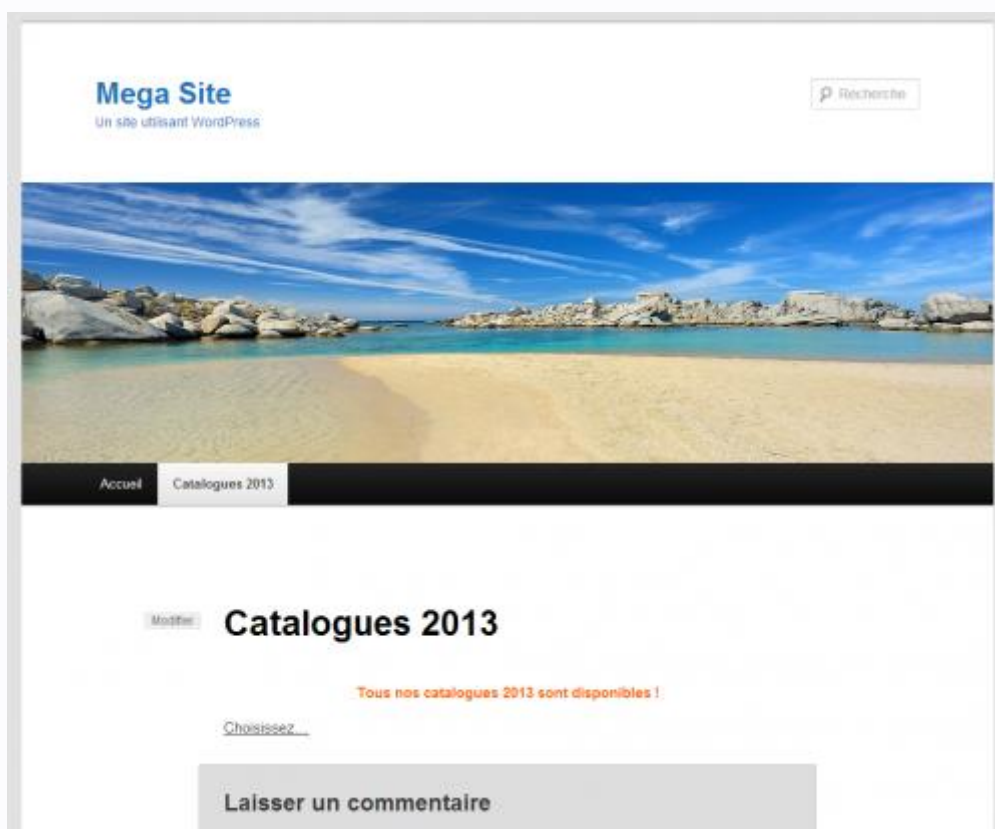 Mega Site
Un site utilisant WordPress
Recherche
Accueil
Catalogues 2013
Modifier
Catalogues 2013
Tous nos catalogues 2013 sont disponibles !
Choisissez...
Laisser un commentaire